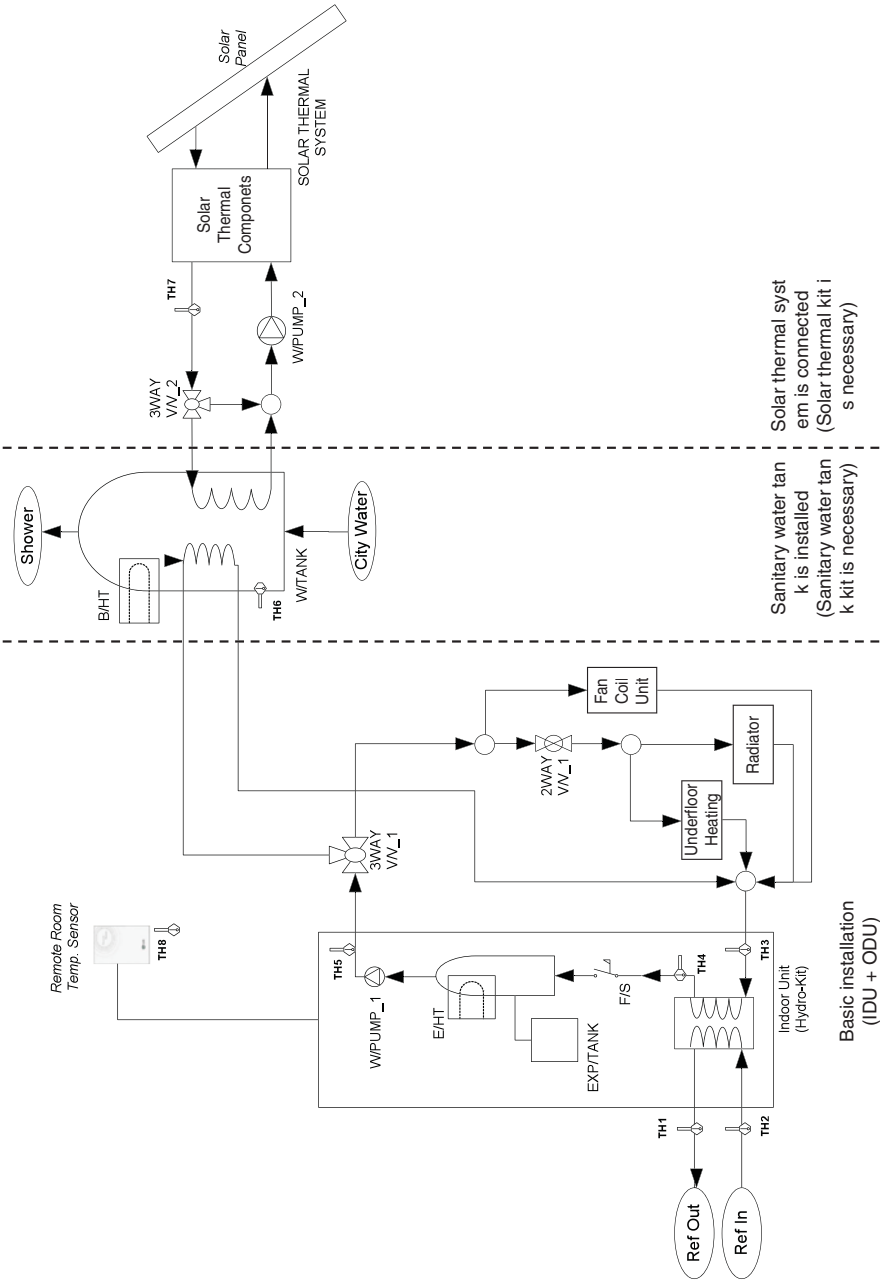 Solar
Panel
SOLAR THERMAL
SYSTEM
Solar
Thermal
Componets
TH7
W/PUMP_2
3WAY
V/V_2
Shower
B/HT
TH6
W/TANK
City Water
Solar thermal syst
em is connected
(Solar thermal kit i
s necessary)
Sanitary water tan
k is installed
(Sanitary water tan
k kit is necessary)
Fan
Coil
Unit
2WAY
V/V_1
Radiator
Underfloor
Heating
3WAY
V/V_1
Remote Room
Temp. Sensor
TH8
TH5
W/PUMP_1
E/HT
EXP/TANK
F/S
TH4
TH3
Indoor Unit
(Hydro-Kit)
TH1
TH2
Ref Out
Ref In
Basic installation
(IDU + ODU)